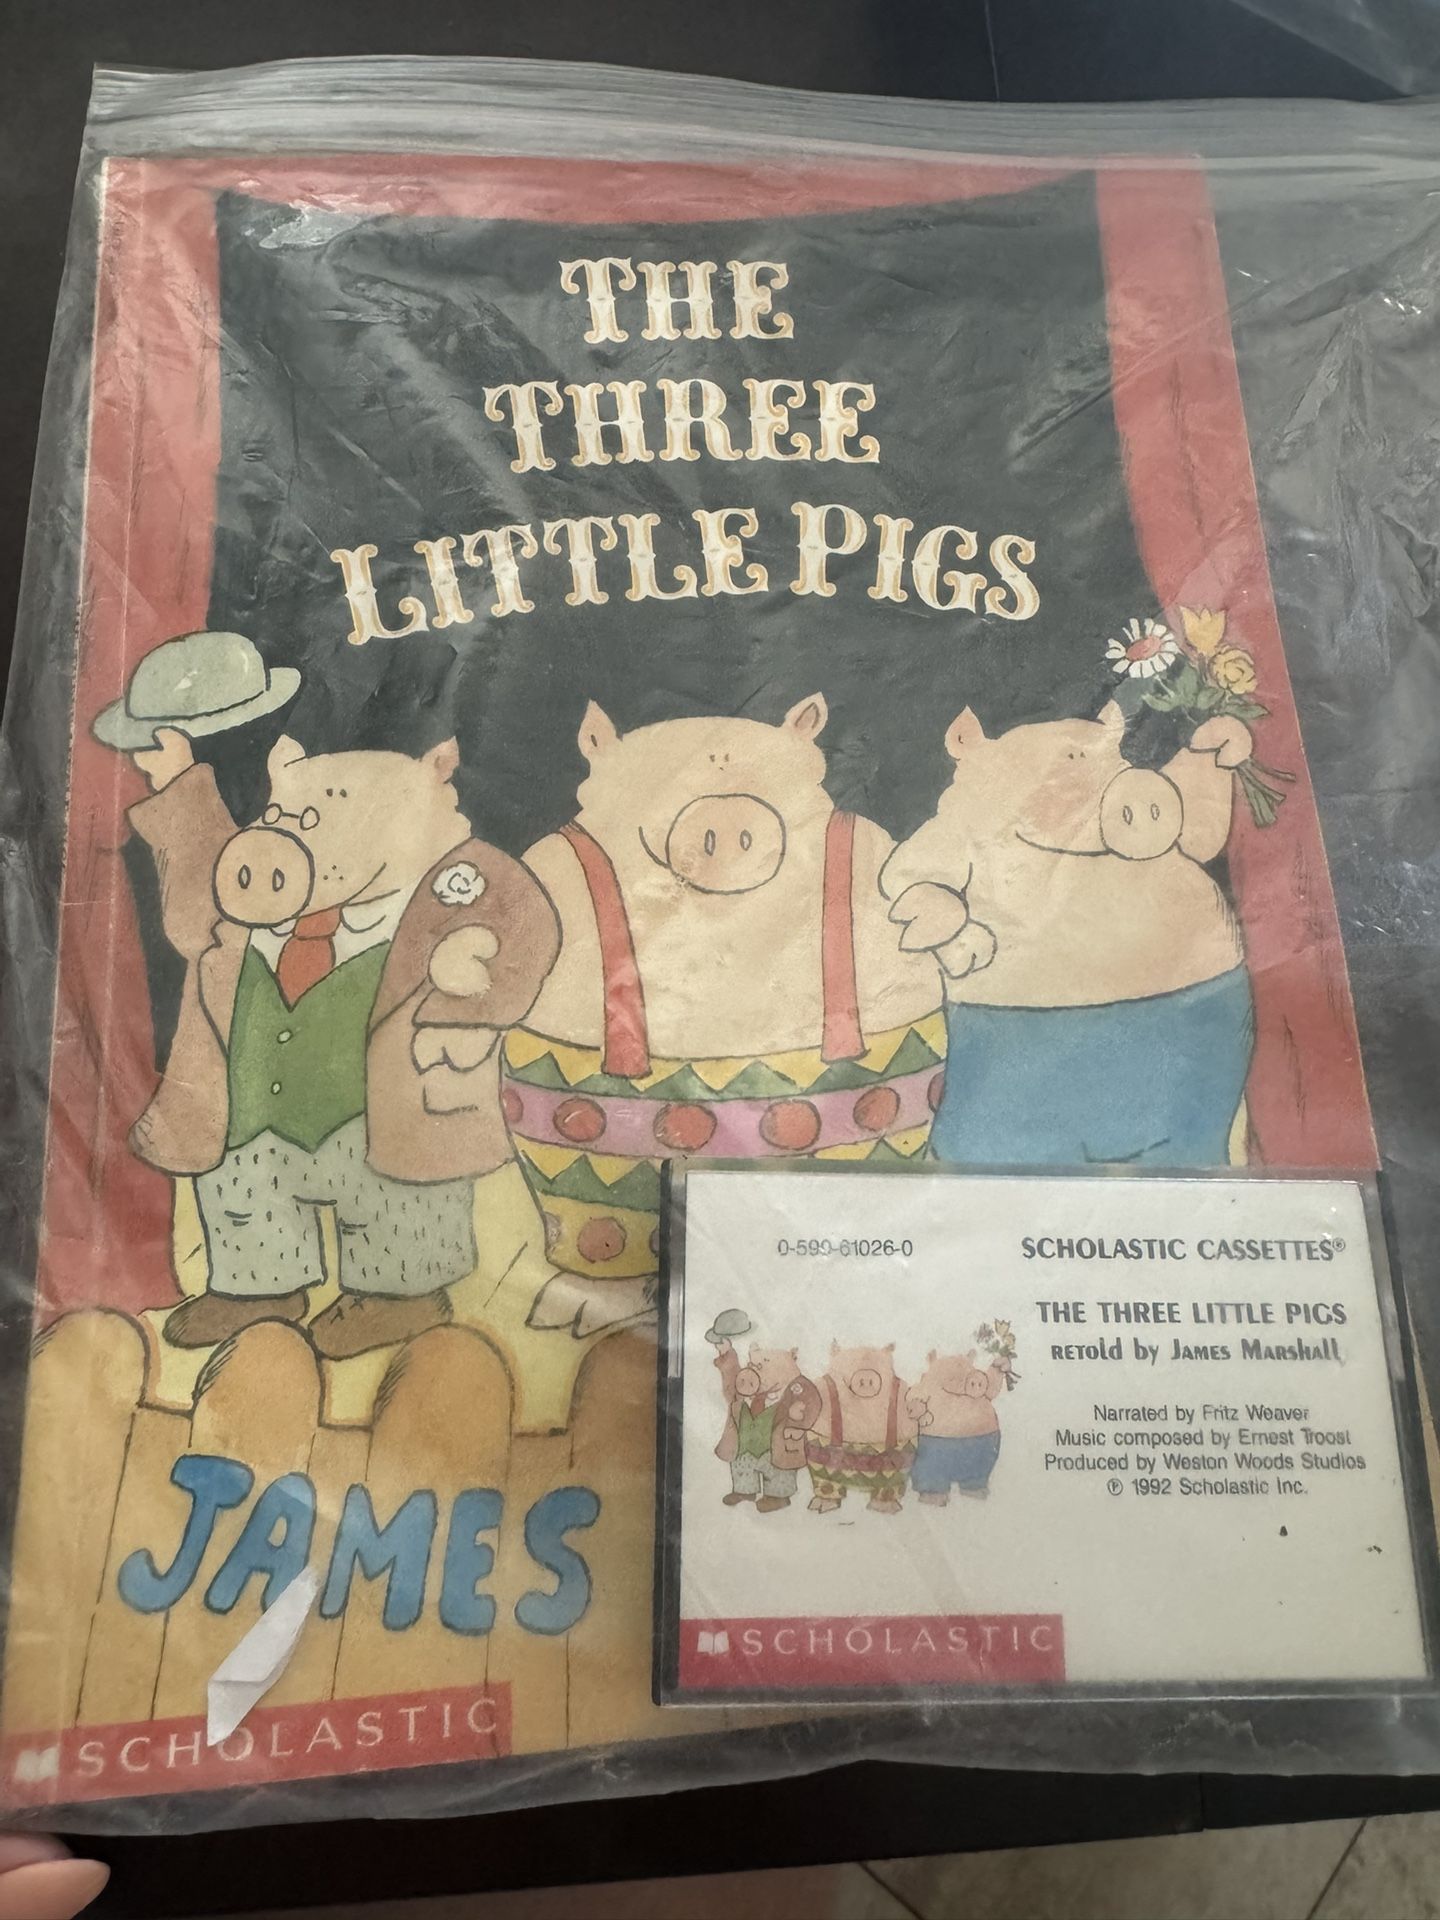 THE
THREE
LITTLE PIGS
JAMES
SCHOLASTIC
0-590-61026-0
SCHOLASTIC CASSETTES®
THE THREE LITTLE PIGS
RETOLD by JAMES MARSHALL
Narrated by Fritz Weaver
Music composed by Ernest Troost
Produced by Weston Woods Studios
℗ 1992 Scholastic Inc.
SCHOLASTIC